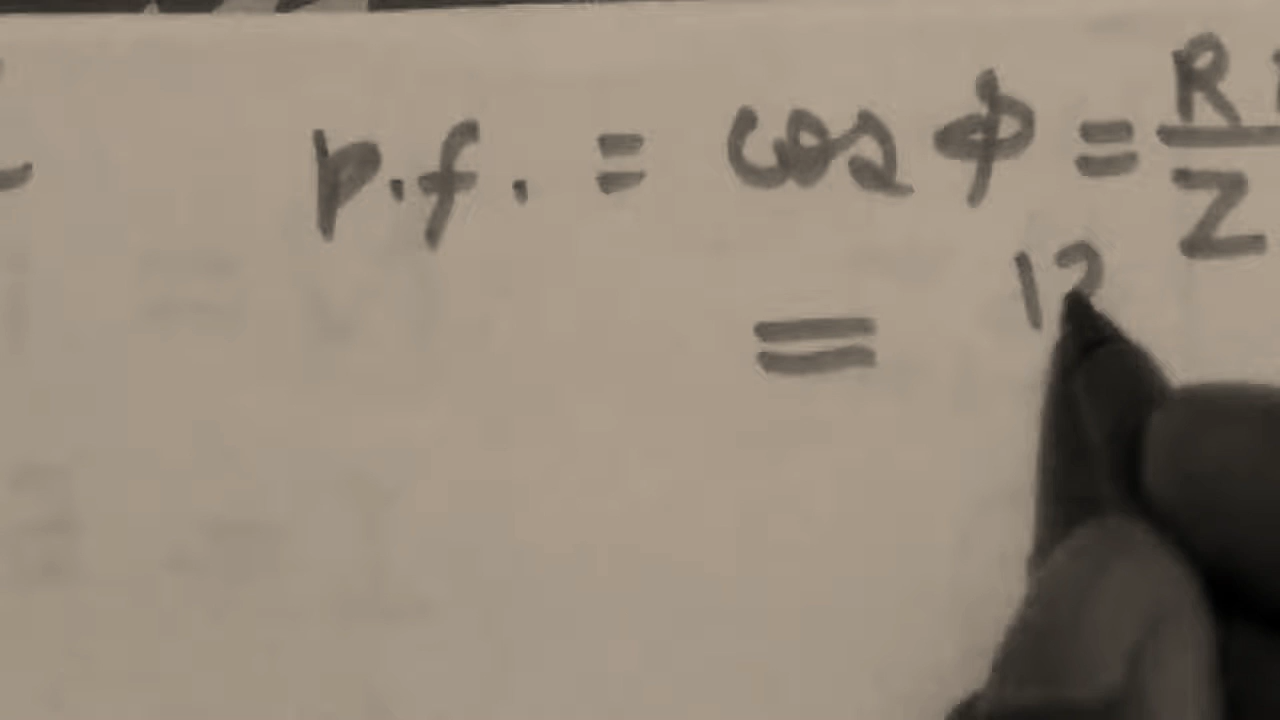 p.f. = cos ϕ = R/Z
= 12